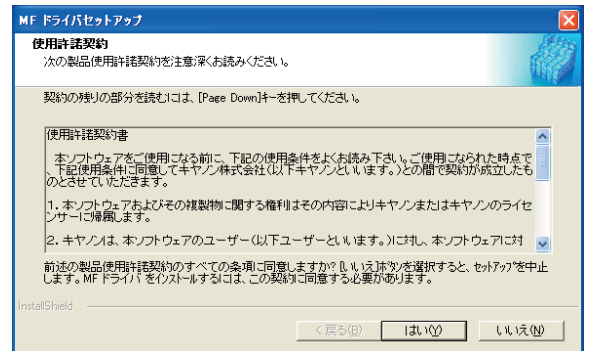 MF ドライバセットアップ
使用許諾契約
次の製品使用許諾契約を注意深くお読みください。
契約の残りの部分を読むには、[Page Down]キーを押してください。
使用許諾契約書
本ソフトウェアをご使用になる前に、下記の使用条件をよくお読み下さい。ご使用になられた時点で
、下記使用条件に同意してキヤノン株式会社(以下キヤノンといいます。)との間で契約が成立したも
のとさせていただきます。
1. 本ソフトウェアおよびその複製物に関する権利はその内容によりキヤノンまたはキヤノンのライセ
ンサーに帰属します。
2. キヤノンは、本ソフトウェアのユーザー(以下ユーザーといいます。)に対し、本ソフトウェアに対
前述の製品使用許諾契約のすべての条項に同意しますか? [いいえ]ボタンを選択すると、セットアップを中止
します。MF ドライバ をインストールするには、この契約に同意する必要があります。
InstallShield
< 戻る(B) はい(Y) いいえ(N)